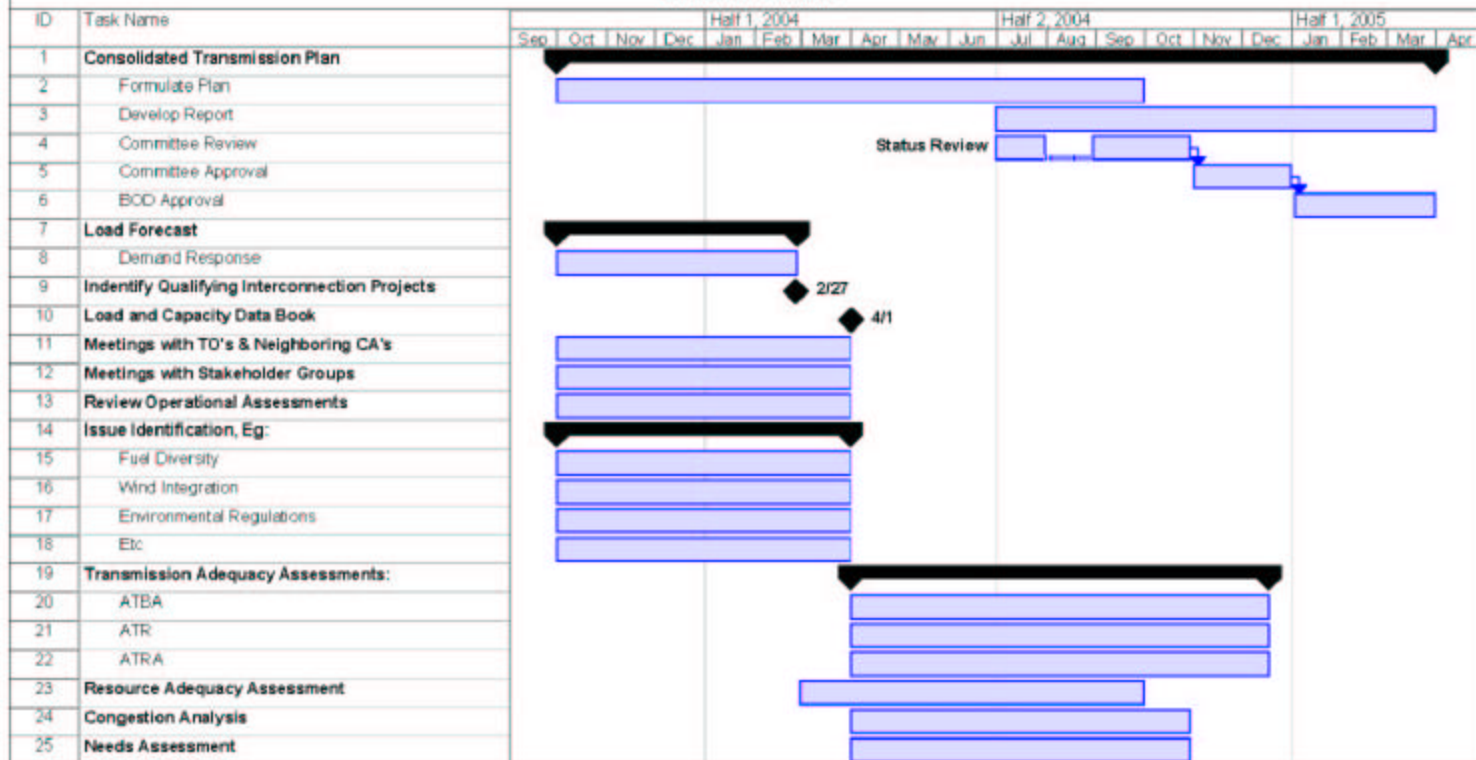 ID Task Name Half 1, 2004 Half 2, 2004 Half 1, 2005
Sep Oct Nov Dec Jan Feb Mar Apr May Jun Jul Aug Sep Oct Nov Dec Jan Feb Mar Apr
1 Consolidated Transmission Plan
2 Formulate Plan
3 Develop Report
4 Committee Review Status Review
5 Committee Approval
6 BOD Approval
7 Load Forecast
8 Demand Response
9 Indentify Qualifying Interconnection Projects 2/27
10 Load and Capacity Data Book 4/1
11 Meetings with TO's & Neighboring CA's
12 Meetings with Stakeholder Groups
13 Review Operational Assessments
14 Issue Identification, Eg:
15 Fuel Diversity
16 Wind Integration
17 Environmental Regulations
18 Etc
19 Transmission Adequacy Assessments:
20 ATBA
21 ATR
22 ATRA
23 Resource Adequacy Assessment
24 Congestion Analysis
25 Needs Assessment